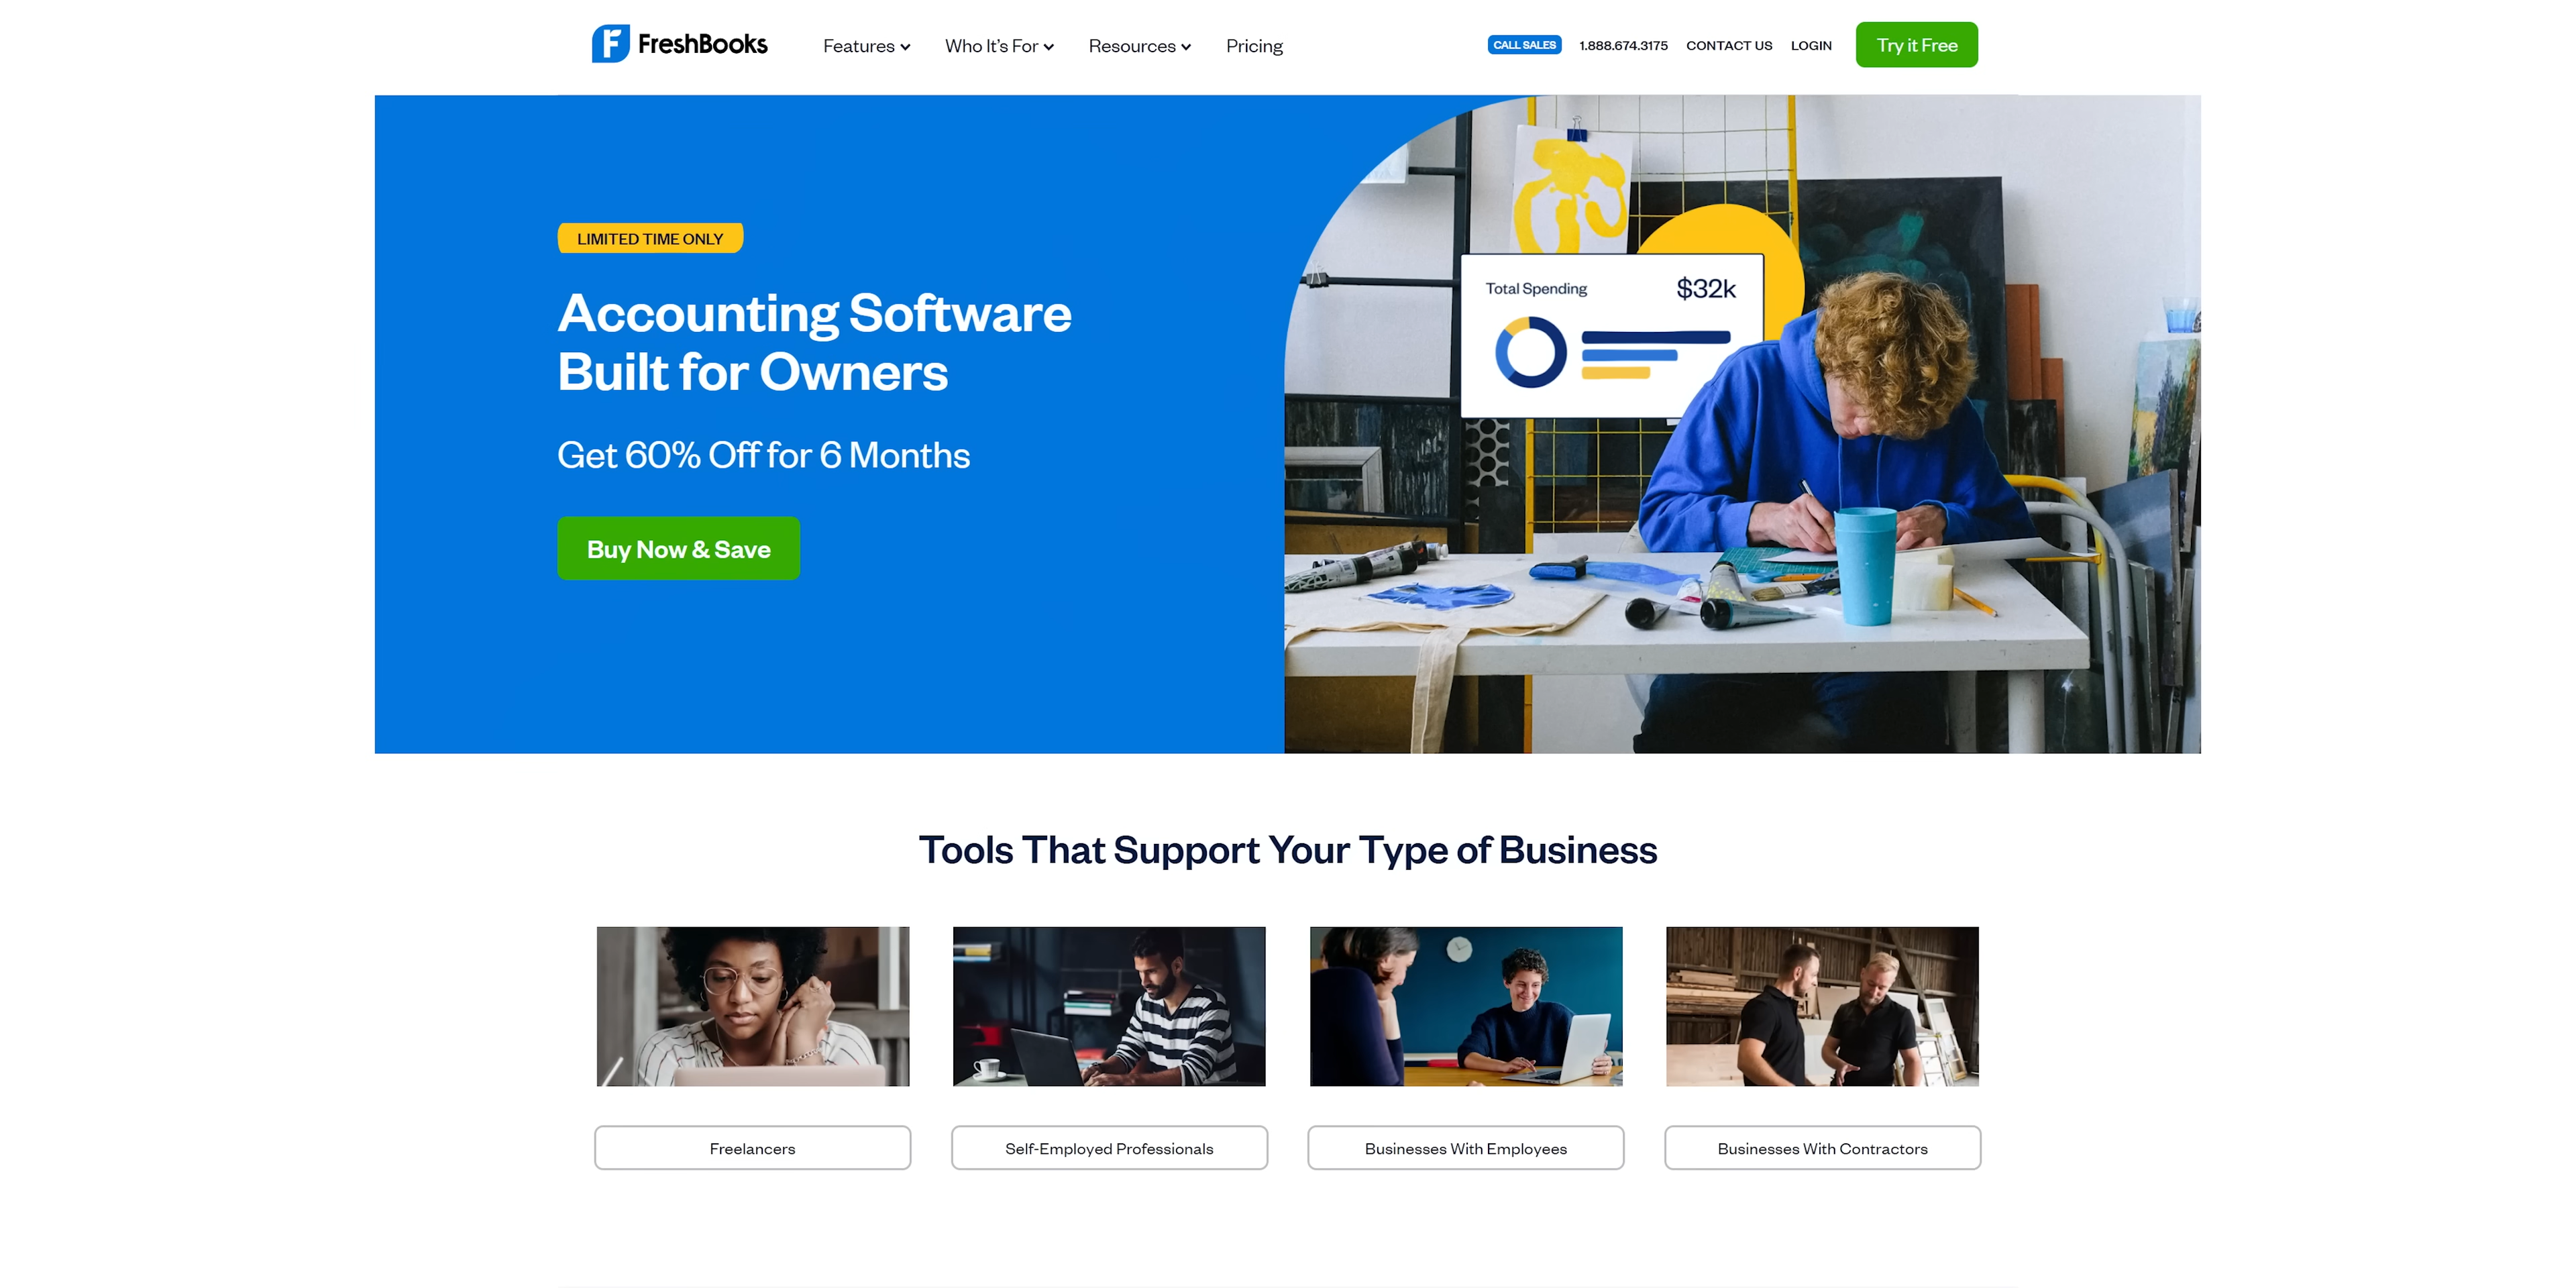 FreshBooks
Features
Who It's For
Resources
Pricing
CALL SALES
1.888.674.3175
CONTACT US
LOGIN
Try it Free
LIMITED TIME ONLY
Accounting Software
Built for Owners
Get 60% Off for 6 Months
Buy Now & Save
Total Spending
$32k
Tools That Support Your Type of Business
Freelancers
Self-Employed Professionals
Businesses With Employees
Businesses With Contractors